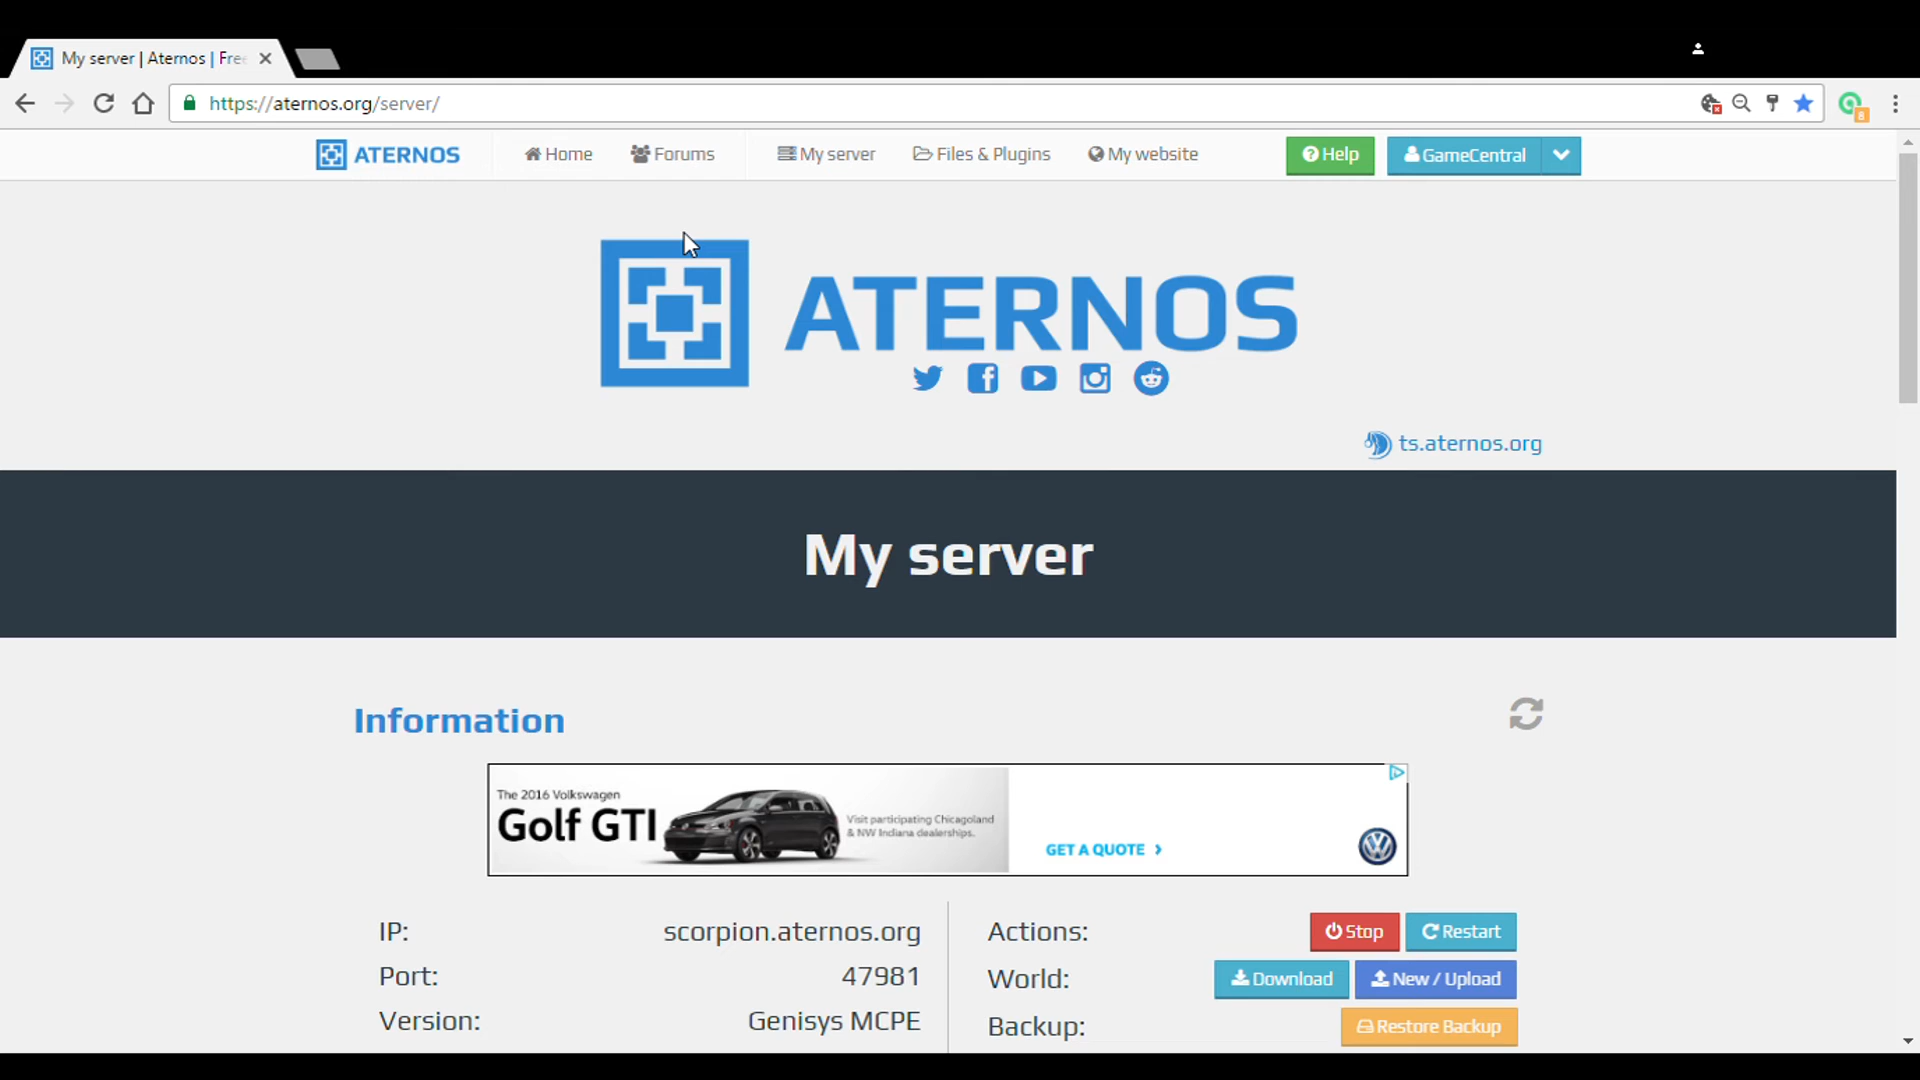 My server | Aternos | Free
https://aternos.org/server/
8
ATERNOS
Home
Forums
My server
Files & Plugins
My website
Help
GameCentral
ATERNOS
ts.aternos.org
My server
Information
The 2016 Volkswagen
Golf GTI
Visit participating Chicagoland
& NW Indiana dealerships.
GET A QUOTE
IP: scorpion.aternos.org
Port: 47981
Version: Genisys MCPE
Actions: Stop Restart
World: Download New / Upload
Backup: Restore Backup